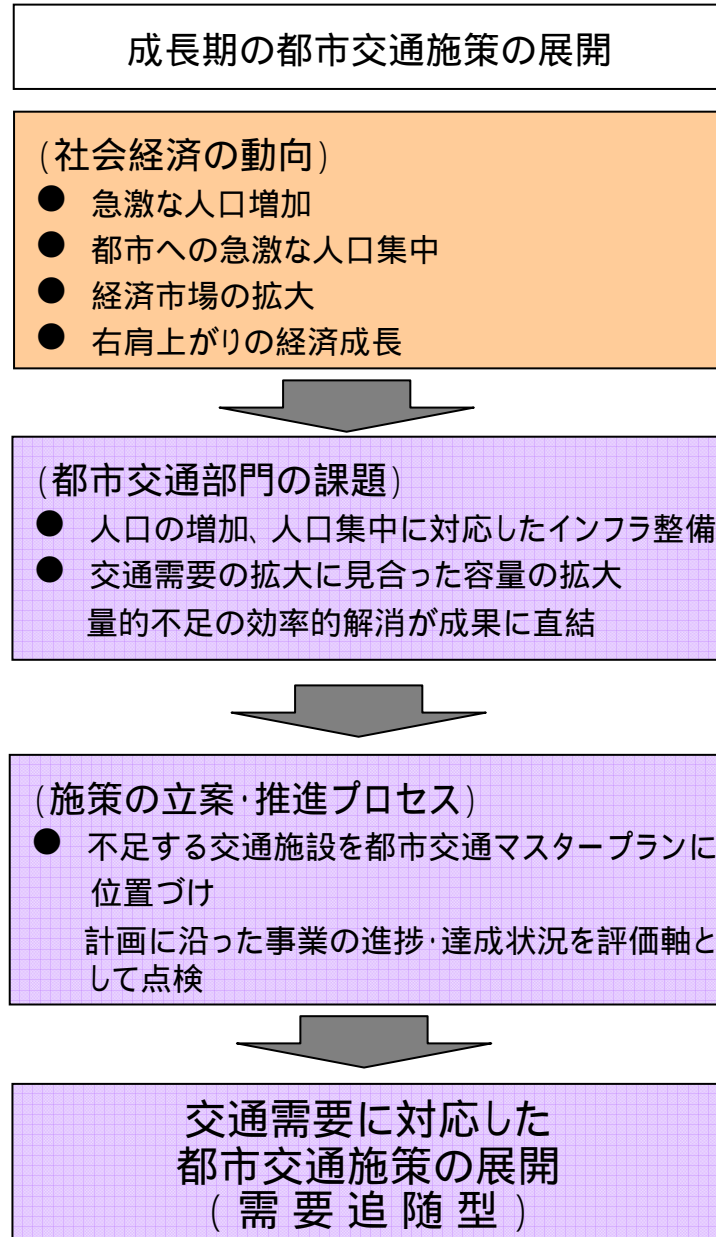 成長期の都市交通施策の展開
(社会経済の動向)
● 急激な人口増加
● 都市への急激な人口集中
● 経済市場の拡大
● 右肩上がりの経済成長
(都市交通部門の課題)
● 人口の増加、人口集中に対応したインフラ整備
● 交通需要の拡大に見合った容量の拡大
量的不足の効率的解消が成果に直結
(施策の立案・推進プロセス)
● 不足する交通施設を都市交通マスタープランに
位置づけ
計画に沿った事業の進捗・達成状況を評価軸と
して点検
交通需要に対応した
都市交通施策の展開
(需要追随型)